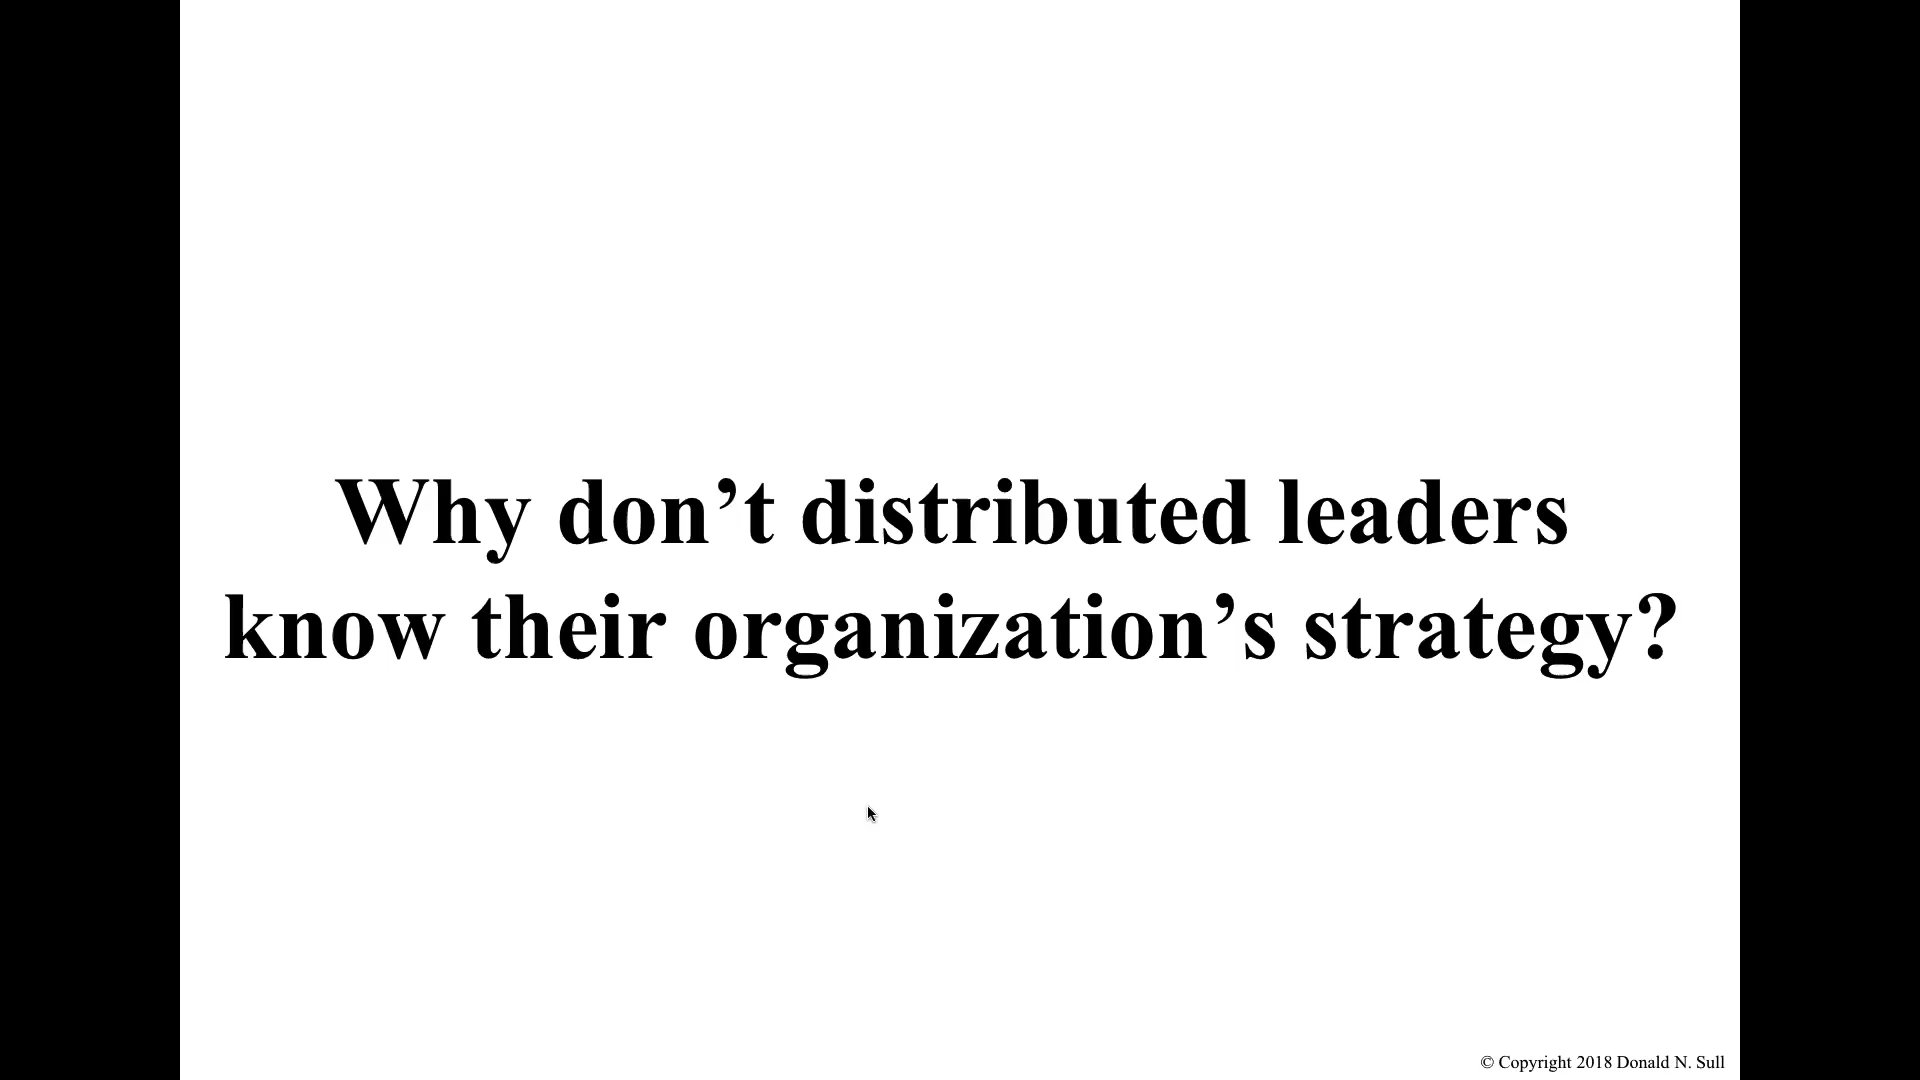 Why don’t distributed leaders
know their organization’s strategy?
© Copyright 2018 Donald N. Sull